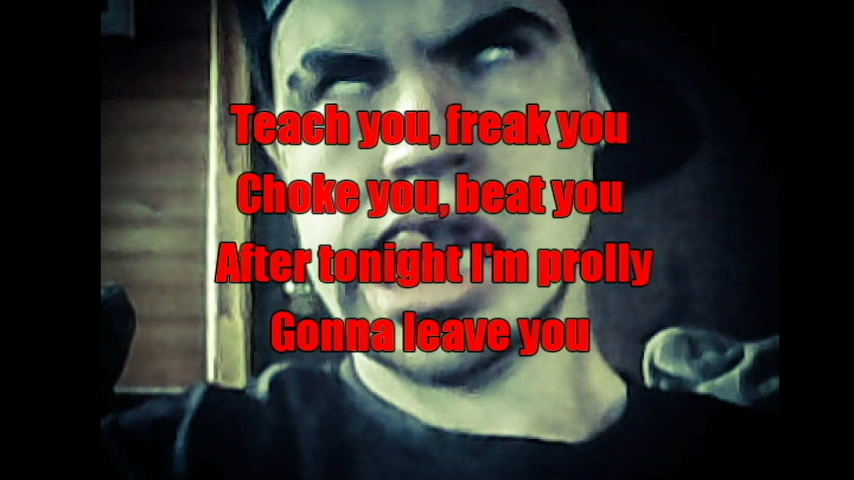 Teach you, freak you
Choke you, beat you
After tonight I'm prolly
Gonna leave you